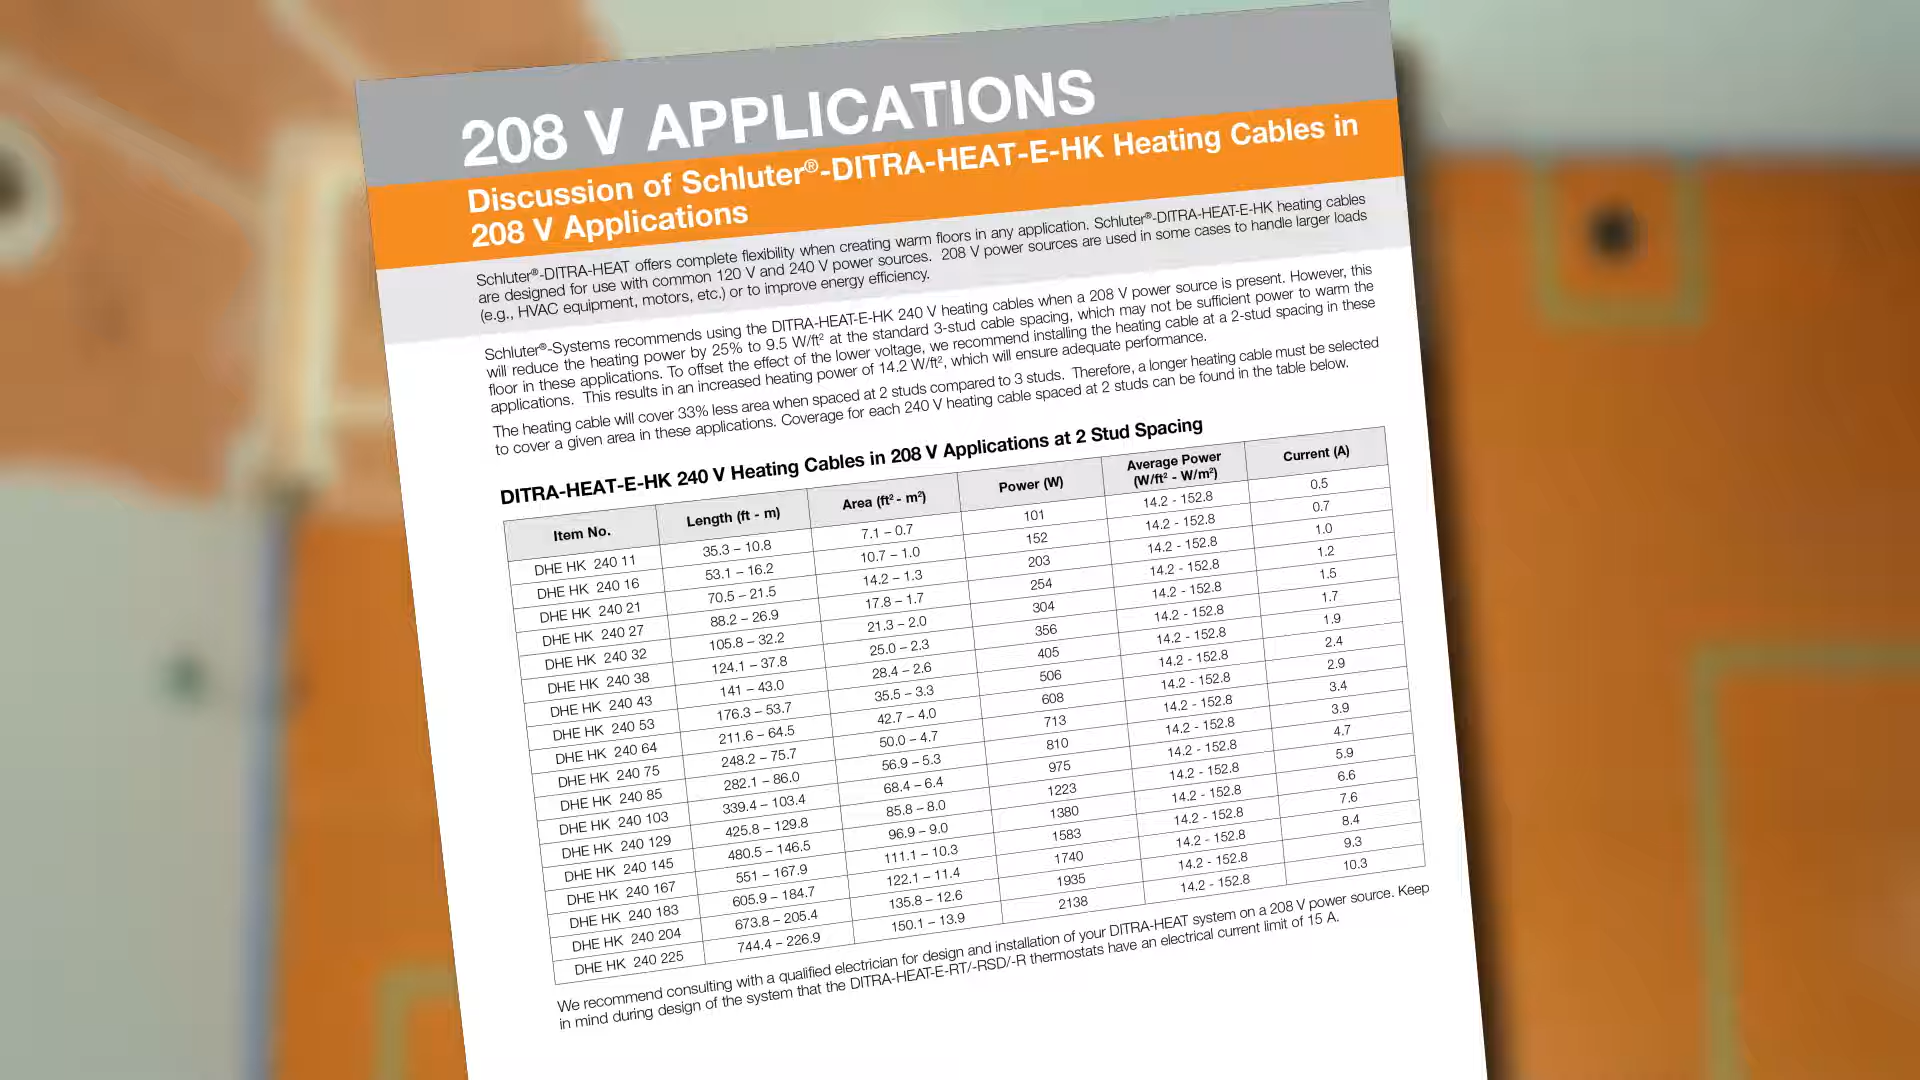 208 V APPLICATIONS
Discussion of Schluter®-DITRA-HEAT-E-HK Heating Cables in
208 V Applications
Schluter®-DITRA-HEAT offers complete flexibility when creating warm floors in any application. Schluter®-DITRA-HEAT-E-HK heating cables
are designed for use with common 120 V and 240 V power sources. 208 V power sources are used in some cases to handle larger loads
(e.g., HVAC equipment, motors, etc.) or to improve energy efficiency.
Schluter®-Systems recommends using the DITRA-HEAT-E-HK 240 V heating cables when a 208 V power source is present. However, this
will reduce the heating power by 25% to 9.5 W/ft² at the standard 3-stud cable spacing, which may not be sufficient power to warm the
floor in these applications. To offset the effect of the lower voltage, we recommend installing the heating cable at a 2-stud spacing in these
applications. This results in an increased heating power of 14.2 W/ft², which will ensure adequate performance.
The heating cable will cover 33% less area when spaced at 2 studs compared to 3 studs. Therefore, a longer heating cable must be selected
to cover a given area in these applications. Coverage for each 240 V heating cable spaced at 2 studs can be found in the table below.
DITRA-HEAT-E-HK 240 V Heating Cables in 208 V Applications at 2 Stud Spacing
Item No. Length (ft - m) Area (ft² - m²) Power (W) Average Power (W/ft² - W/m²) Current (A)
DHE HK 240 11 35.3 – 10.8 7.1 – 0.7 101 14.2 - 152.8 0.5
DHE HK 240 16 53.1 – 16.2 10.7 – 1.0 152 14.2 - 152.8 0.7
DHE HK 240 21 70.5 – 21.5 14.2 – 1.3 203 14.2 - 152.8 1.0
DHE HK 240 27 88.2 – 26.9 17.8 – 1.7 254 14.2 - 152.8 1.2
DHE HK 240 32 105.8 – 32.2 21.3 – 2.0 304 14.2 - 152.8 1.5
DHE HK 240 38 124.1 – 37.8 25.0 – 2.3 356 14.2 - 152.8 1.7
DHE HK 240 43 141 – 43.0 28.4 – 2.6 405 14.2 - 152.8 1.9
DHE HK 240 53 176.3 – 53.7 35.5 – 3.3 506 14.2 - 152.8 2.4
DHE HK 240 64 211.6 – 64.5 42.7 – 4.0 608 14.2 - 152.8 2.9
DHE HK 240 75 248.2 – 75.7 50.0 – 4.7 713 14.2 - 152.8 3.4
DHE HK 240 85 282.1 – 86.0 56.9 – 5.3 810 14.2 - 152.8 3.9
DHE HK 240 103 339.4 – 103.4 68.4 – 6.4 975 14.2 - 152.8 4.7
DHE HK 240 129 425.8 – 129.8 85.8 – 8.0 1223 14.2 - 152.8 5.9
DHE HK 240 145 480.5 – 146.5 96.9 – 9.0 1380 14.2 - 152.8 6.6
DHE HK 240 167 551 – 167.9 111.1 – 10.3 1583 14.2 - 152.8 7.6
DHE HK 240 183 605.9 – 184.7 122.1 – 11.4 1740 14.2 - 152.8 8.4
DHE HK 240 204 673.8 – 205.4 135.8 – 12.6 1935 14.2 - 152.8 9.3
DHE HK 240 225 744.4 – 226.9 150.1 – 13.9 2138 14.2 - 152.8 10.3
We recommend consulting with a qualified electrician for design and installation of your DITRA-HEAT system on a 208 V power source. Keep
in mind during design of the system that the DITRA-HEAT-E-RT/-RSD/-R thermostats have an electrical current limit of 15 A.